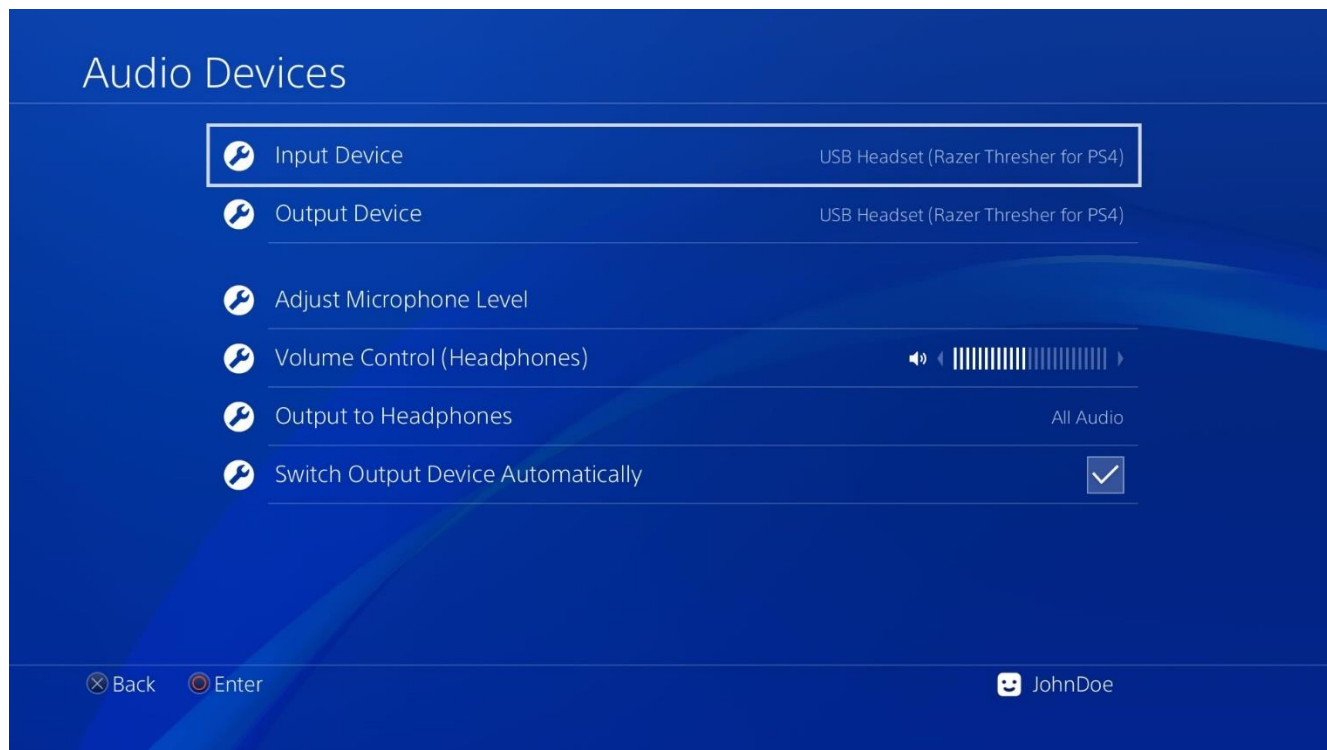 Audio Devices
Input Device USB Headset (Razer Thresher for PS4)
Output Device USB Headset (Razer Thresher for PS4)
Adjust Microphone Level
Volume Control (Headphones)
Output to Headphones All Audio
Switch Output Device Automatically
Back Enter JohnDoe